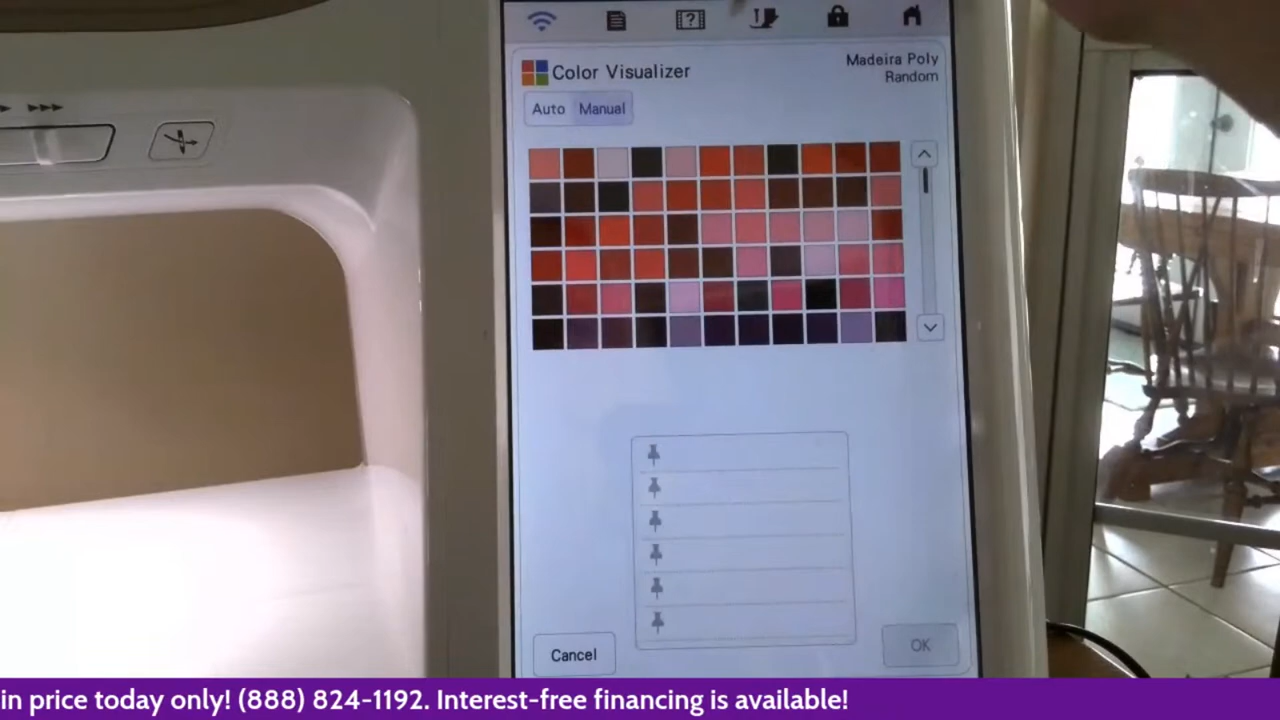 Color Visualizer
Madeira Poly
Random
Auto Manual
Cancel
OK
in price today only! (888) 824-1192. Interest-free financing is available!